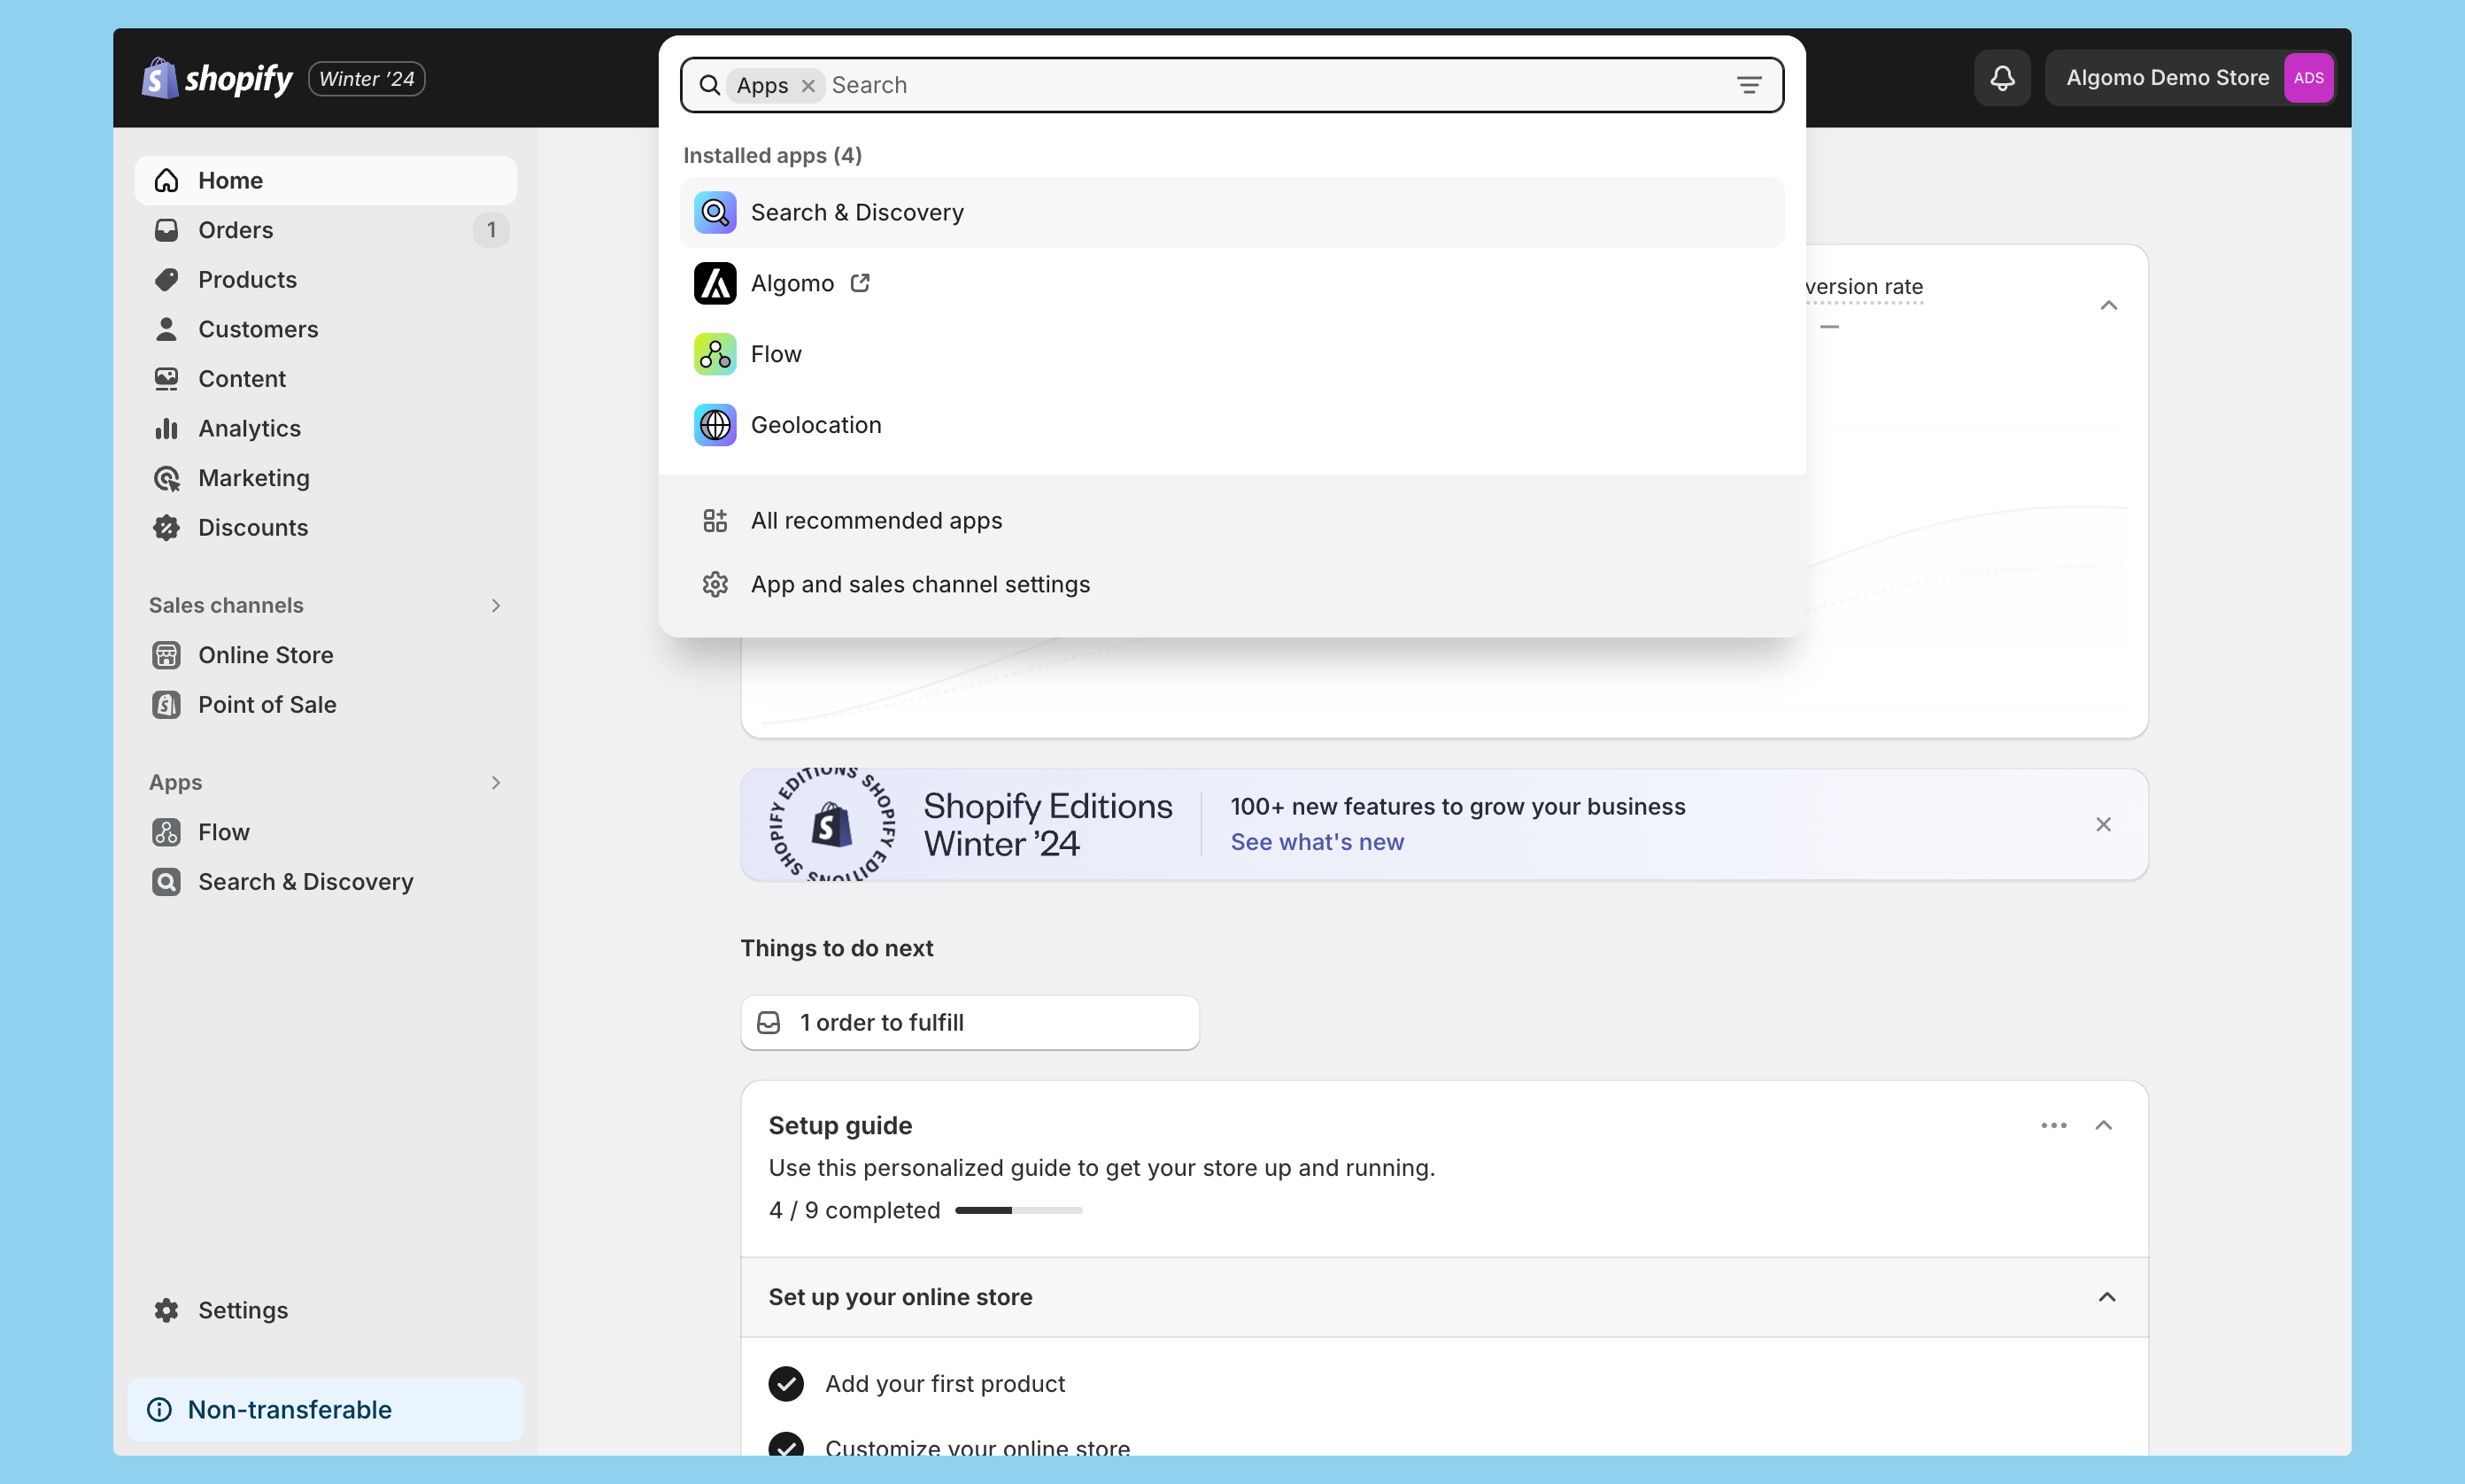 shopify
Winter '24
Apps
Search
Algomo Demo Store
ADS
Home
Orders
1
Products
Customers
Content
Analytics
Marketing
Discounts
Sales channels
Online Store
Point of Sale
Apps
Flow
Search & Discovery
Settings
Non-transferable
Installed apps (4)
Search & Discovery
Algomo
Flow
Geolocation
All recommended apps
App and sales channel settings
version rate
SHOPIFY EDITIONS SHOPIFY EDITIONS
Shopify Editions
Winter ’24
100+ new features to grow your business
See what's new
Things to do next
1 order to fulfill
Setup guide
Use this personalized guide to get your store up and running.
4 / 9 completed
Set up your online store
Add your first product
Customize your online store